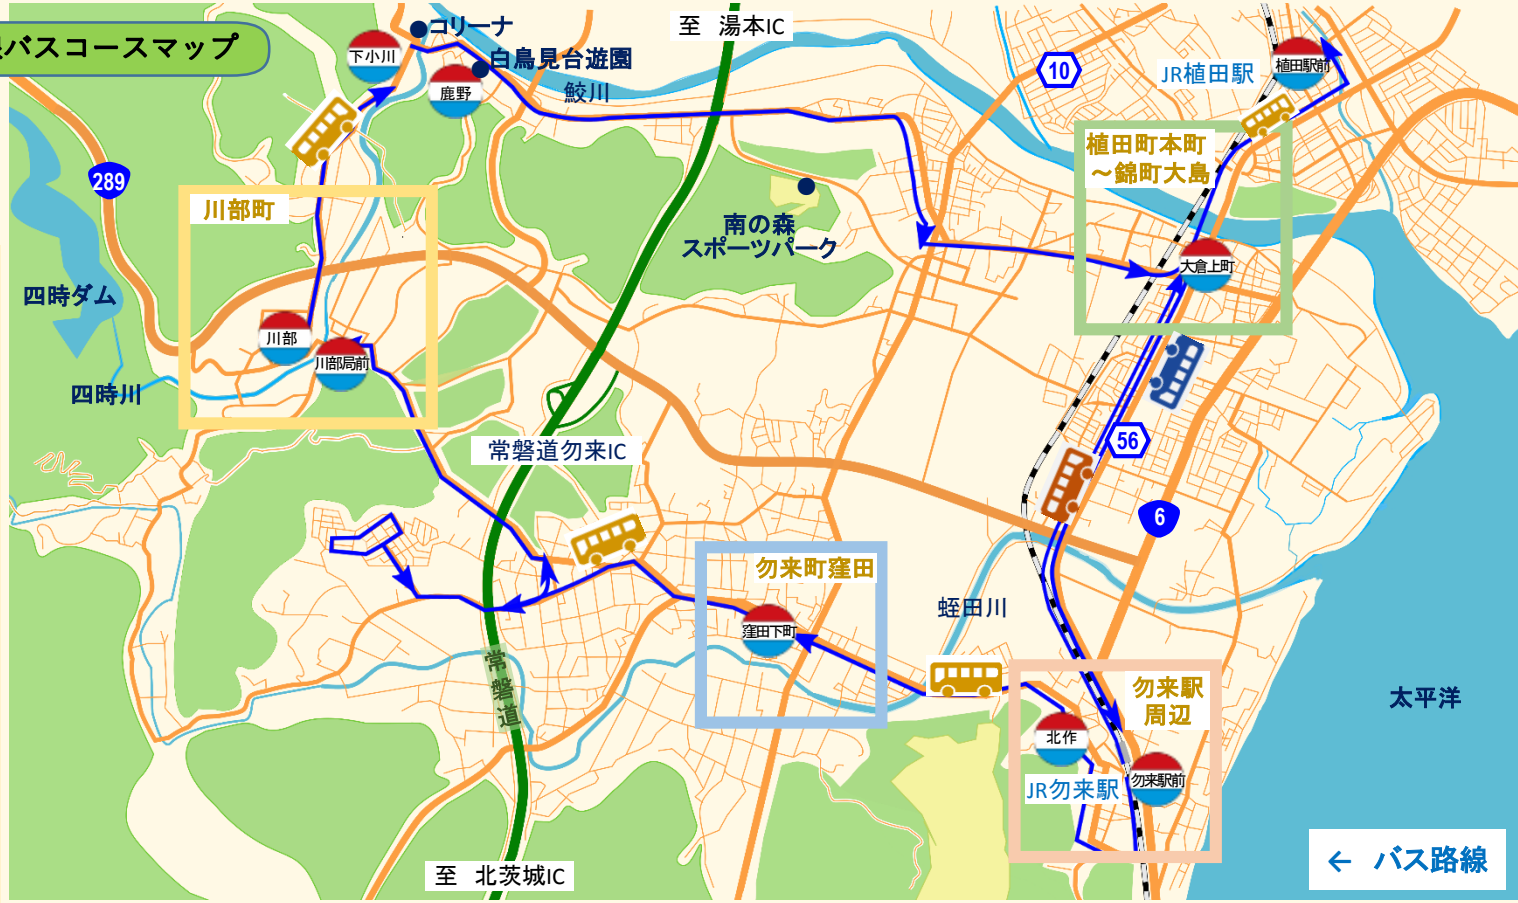 バスコースマップ
コリーナ
下小川
白鳥見台遊園
鹿野
鮫川
至 湯本IC
10
JR植田駅
植田駅前
289
川部町
植田町本町
～錦町大島
南の森
スポーツパーク
大倉上町
四時ダム
川部
川部局前
四時川
常磐道勿来IC
56
6
勿来町窪田
蛭田川
窪田下町
常磐道
勿来駅
周辺
太平洋
北作
JR勿来駅
勿来駅前
至 北茨城IC
← バス路線